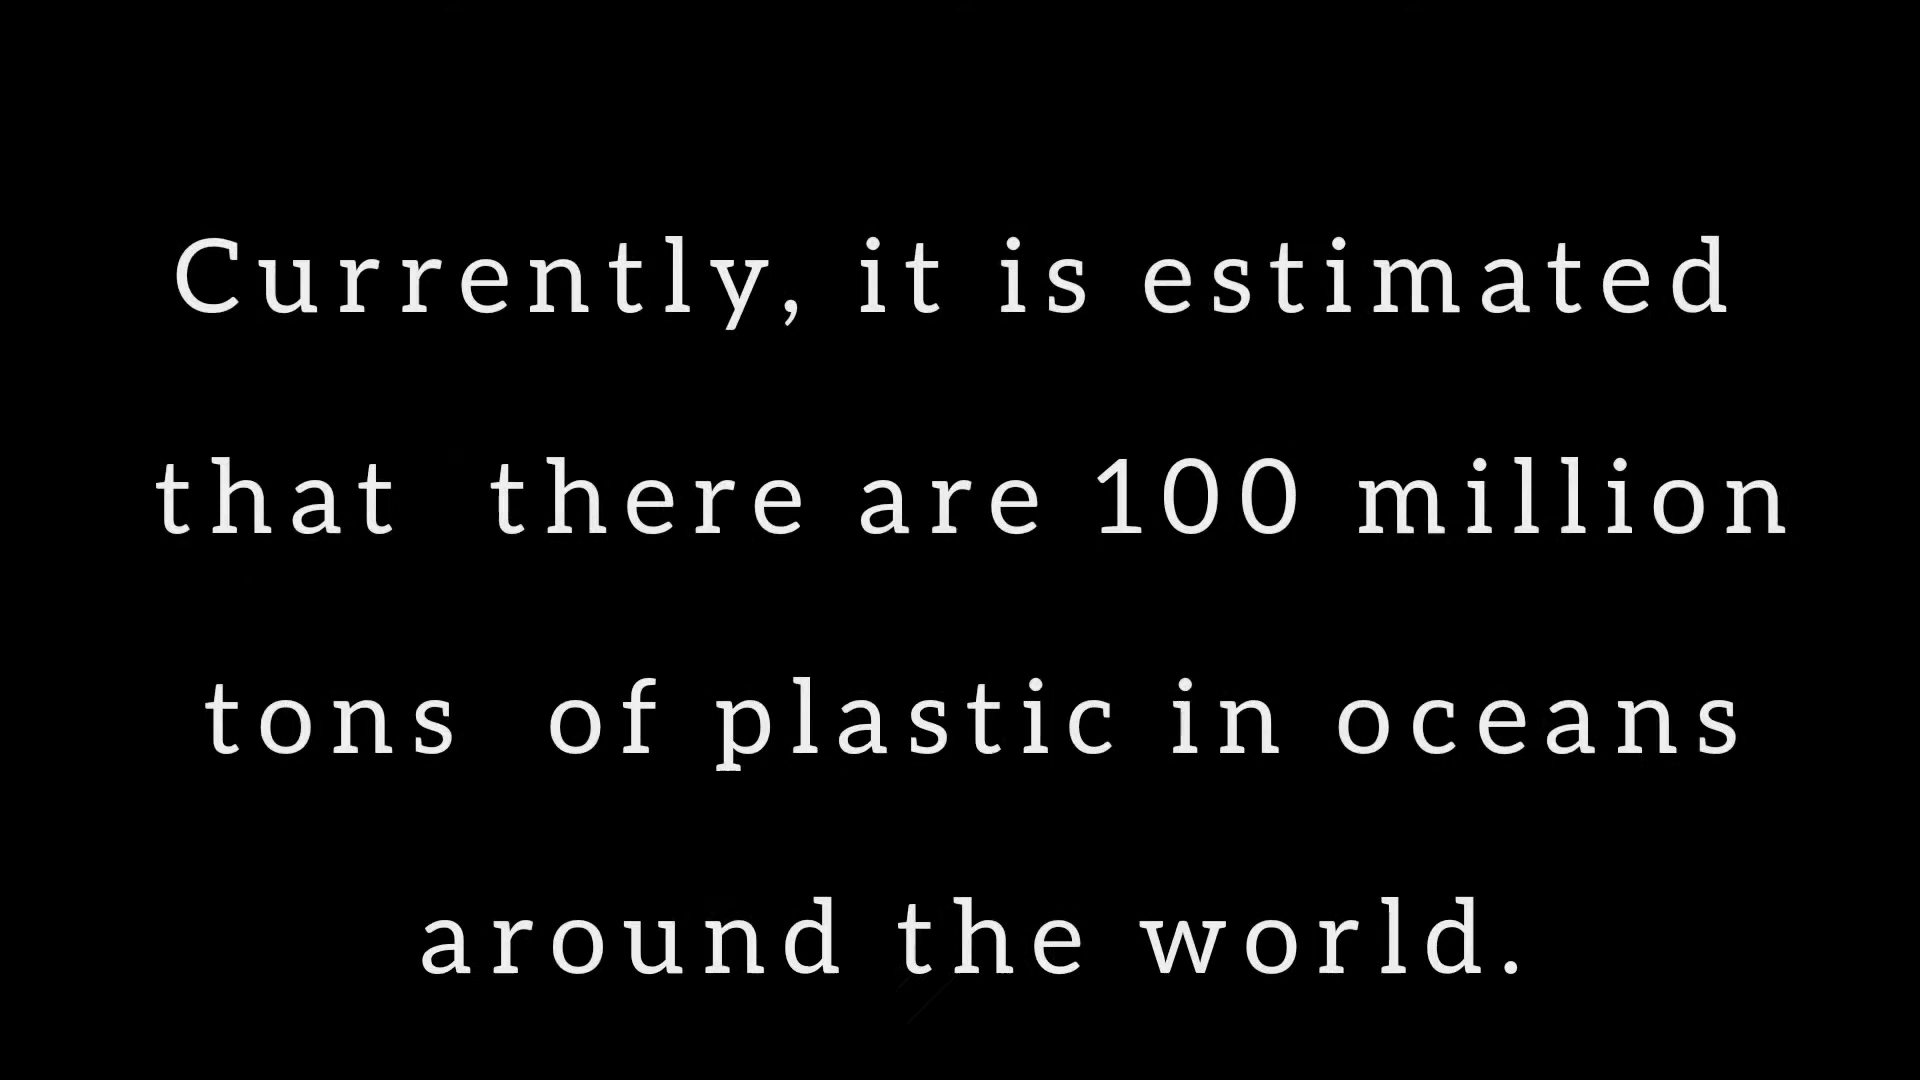 Currently, it is estimated
that there are 100 million
tons of plastic in oceans
around the world.